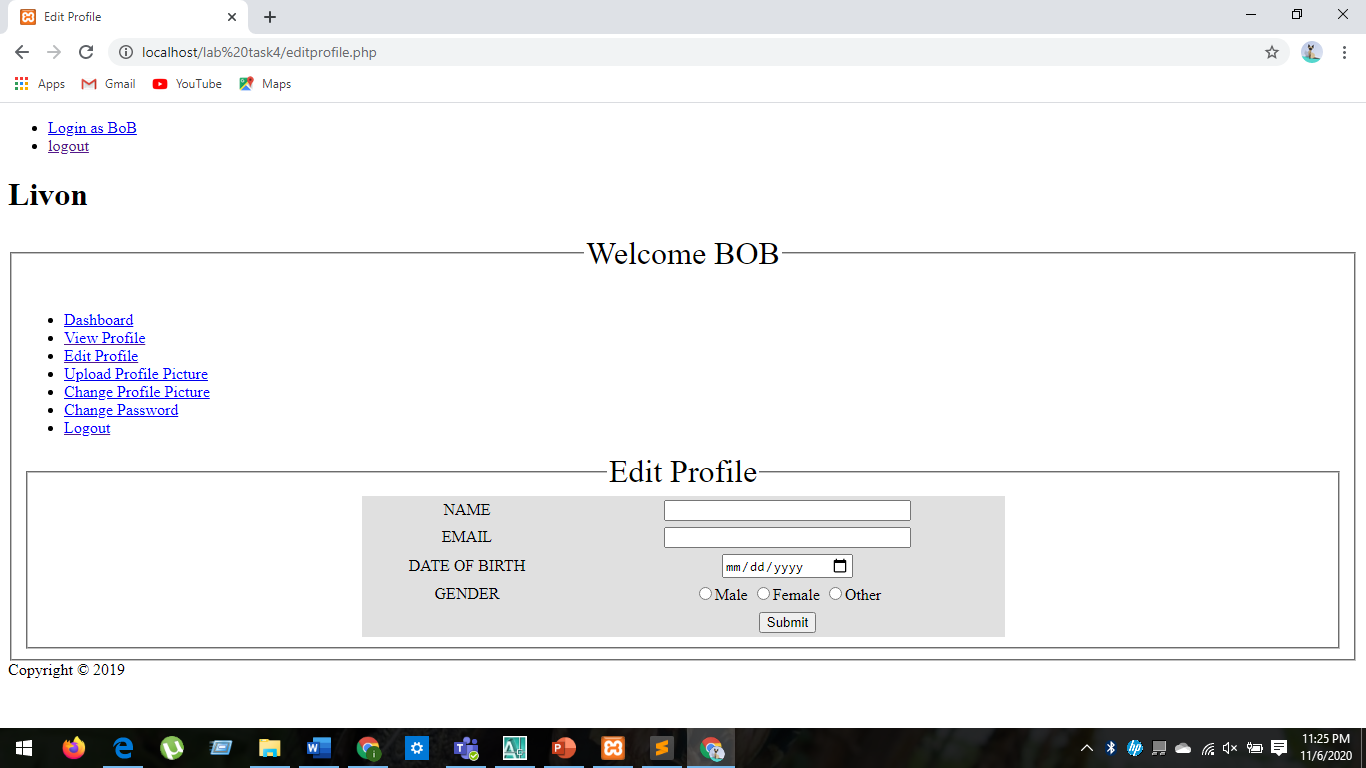 Edit Profile
localhost/lab%20task4/editprofile.php
Apps Gmail YouTube Maps
Login as BoB
logout
Livon
Welcome BOB
Dashboard
View Profile
Edit Profile
Upload Profile Picture
Change Profile Picture
Change Password
Logout
Edit Profile
NAME
EMAIL
DATE OF BIRTH mm/dd/yyyy
GENDER Male Female Other
Submit
Copyright © 2019
11:25 PM
11/6/2020